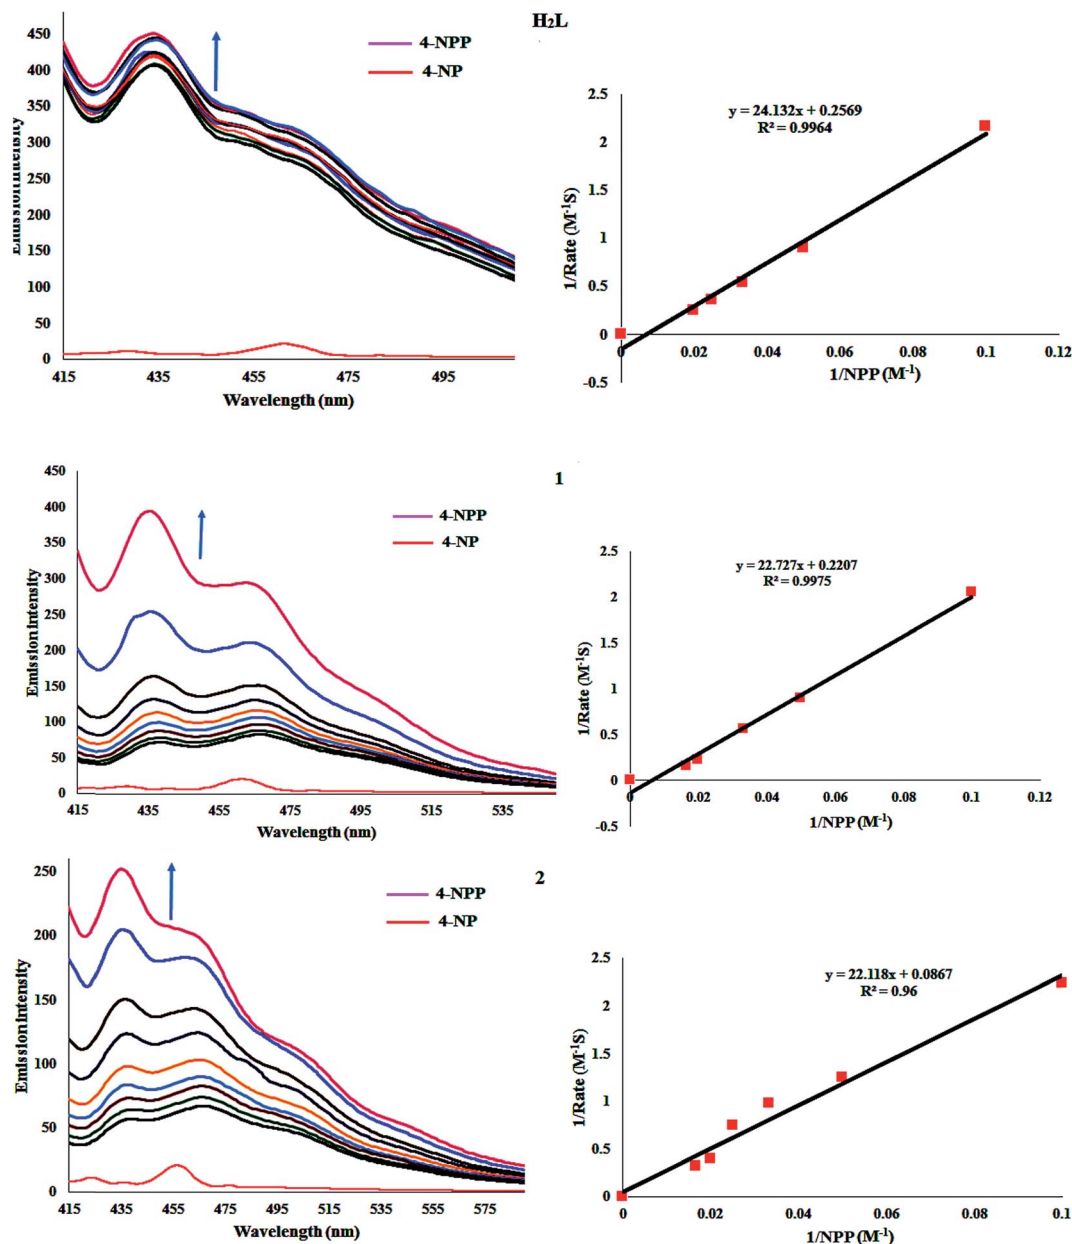 H₂L
450
400
350
300
250
200
150
100
50
0
Emission Intensity
4-NPP
4-NP
415 435 455 475 495
Wavelength (nm)
2.5
2
1.5
1
0.5
0
-0.5
1/Rate (M⁻¹S)
y = 24.132x + 0.2569
R² = 0.9964
0 0.02 0.04 0.06 0.08 0.1 0.12
1/NPP (M⁻¹)
1
450
400
350
300
250
200
150
100
50
0
Emission Intensity
4-NPP
4-NP
415 435 455 475 495 515 535
Wavelength (nm)
2.5
2
1.5
1
0.5
0
-0.5
1/Rate (M⁻¹S)
y = 22.727x + 0.2207
R² = 0.9975
0 0.02 0.04 0.06 0.08 0.1 0.12
1/NPP (M⁻¹)
2
250
200
150
100
50
0
Emission Intensity
4-NPP
4-NP
415 435 455 475 495 515 535 555 575
Wavelength (nm)
2.5
2
1.5
1
0.5
0
1/Rate (M⁻¹S)
y = 22.118x + 0.0867
R² = 0.96
0 0.02 0.04 0.06 0.08 0.1
1/NPP (M⁻¹)